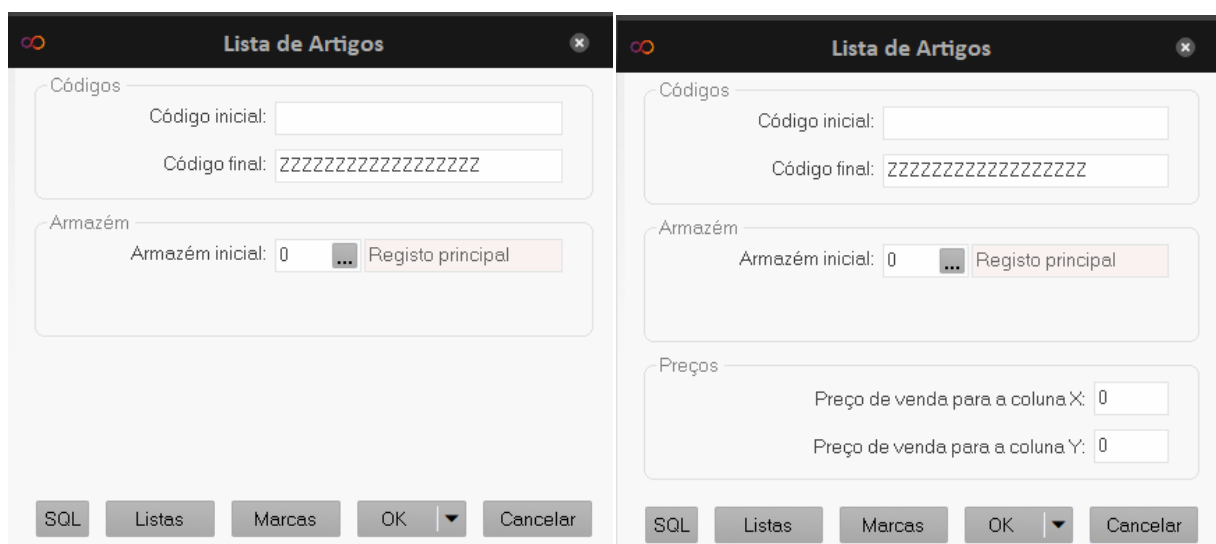 Lista de Artigos
Códigos
Código inicial:
Código final: ZZZZZZZZZZZZZZZZZZ
Armazém
Armazém inicial: 0 ... Registo principal
SQL Listas Marcas OK Cancelar
Lista de Artigos
Códigos
Código inicial:
Código final: ZZZZZZZZZZZZZZZZZZ
Armazém
Armazém inicial: 0 ... Registo principal
Preços
Preço de venda para a coluna X: 0
Preço de venda para a coluna Y: 0
SQL Listas Marcas OK Cancelar